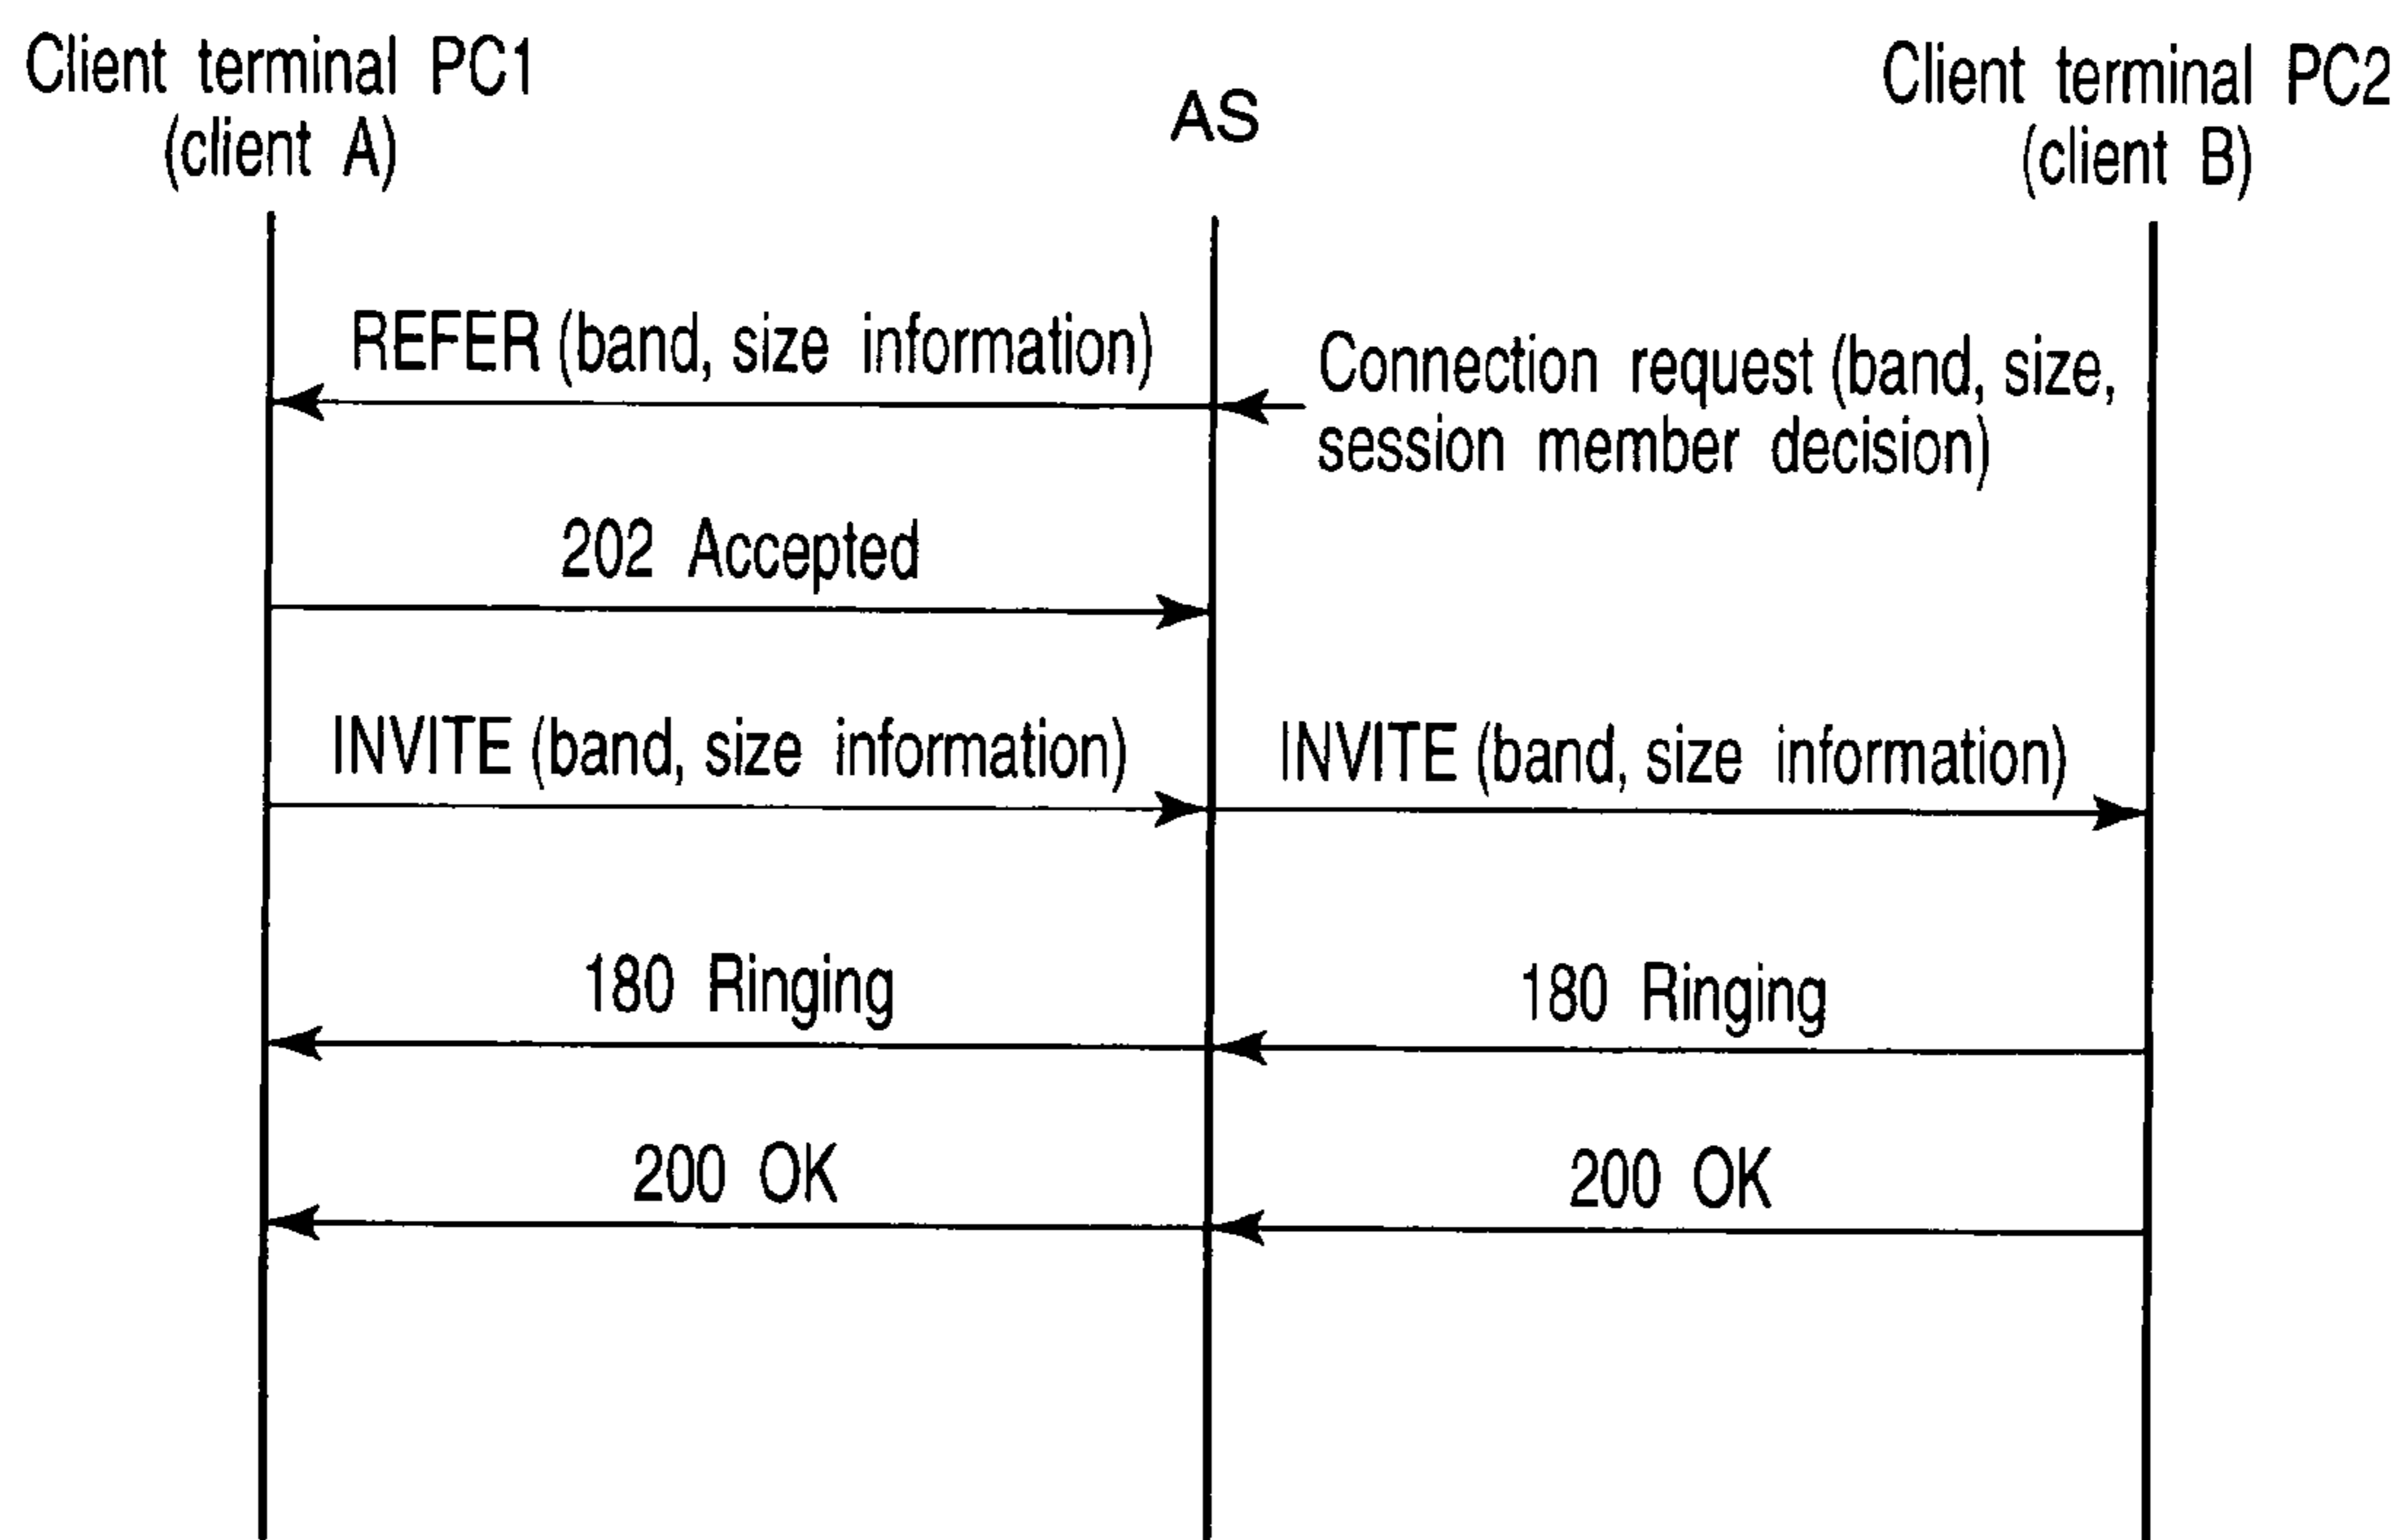 Client terminal PC1
(client A)
AS
Client terminal PC2
(client B)
REFER (band, size information)
Connection request (band, size,
session member decision)
202 Accepted
INVITE (band, size information)
INVITE (band, size information)
180 Ringing
180 Ringing
200 OK
200 OK